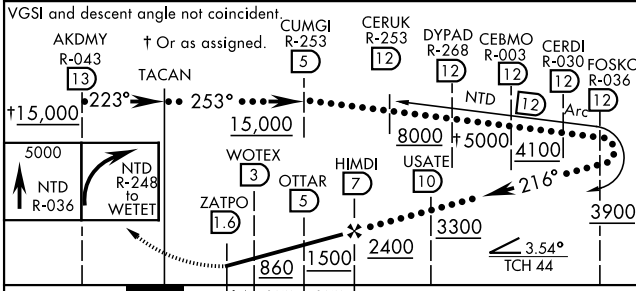 VGSI and descent angle not coincident.
† Or as assigned.
AKDMY
R-043
13
TACAN
CUMGI
R-253
5
CERUK
R-253
12
DYPAD
R-268
12
CEBMO
R-003
12
CERDI
R-030
12
FOSKO
R-036
12
†15,000
223°
253°
15,000
NTD
12
Arc
8000
†5000
4100
5000
NTD
R-036
NTD
R-248
to
WETET
ZATPO
1.6
WOTEX
3
OTTAR
5
HIMDI
7
USATE
10
216°
3900
3300
2400
1500
860
3.54°
TCH 44